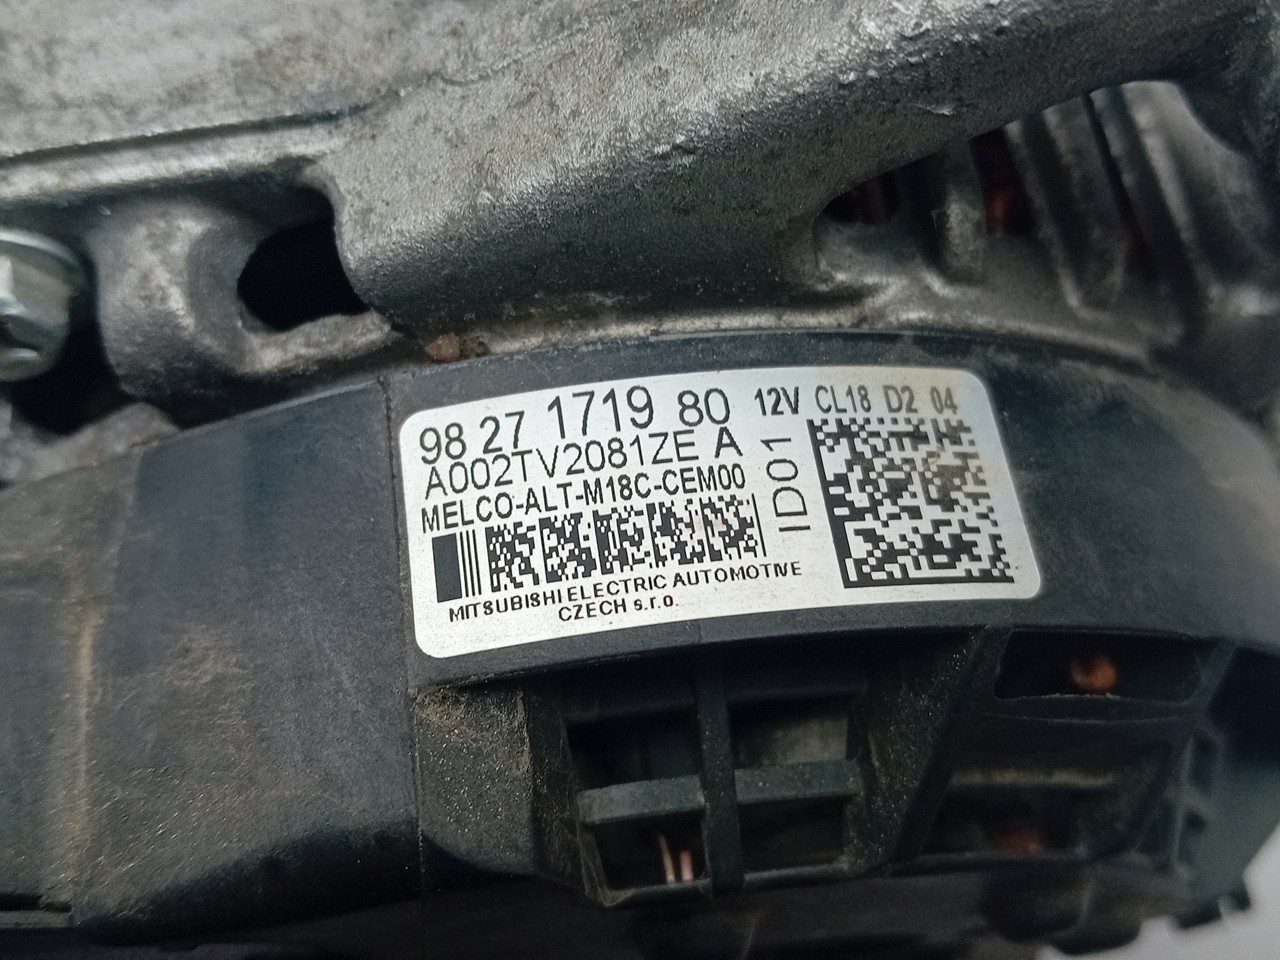 98 27 1719 80 12V CL18 D2 04
A002TV2081ZE A
MELCO-ALT-M18C-CEM00
ID01
MITSUBISHI ELECTRIC AUTOMOTIVE
CZECH s.r.o.